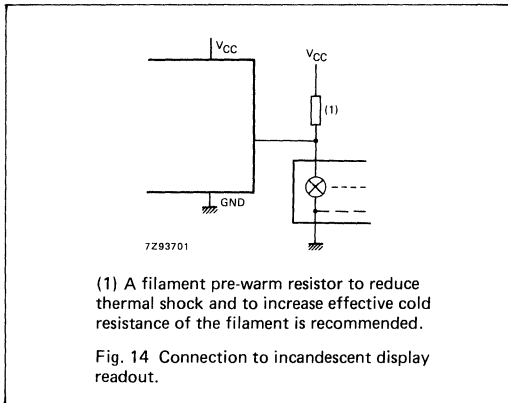 VCC
VCC
(1)
GND
7Z93701
(1) A filament pre-warm resistor to reduce
thermal shock and to increase effective cold
resistance of the filament is recommended.
Fig. 14 Connection to incandescent display
readout.